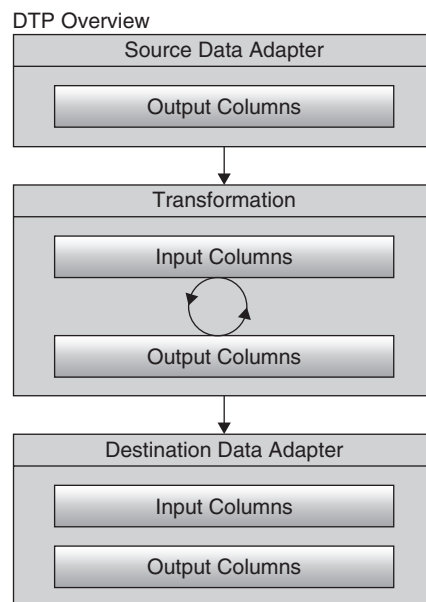 DTP Overview
Source Data Adapter
Output Columns
Transformation
Input Columns
Output Columns
Destination Data Adapter
Input Columns
Output Columns